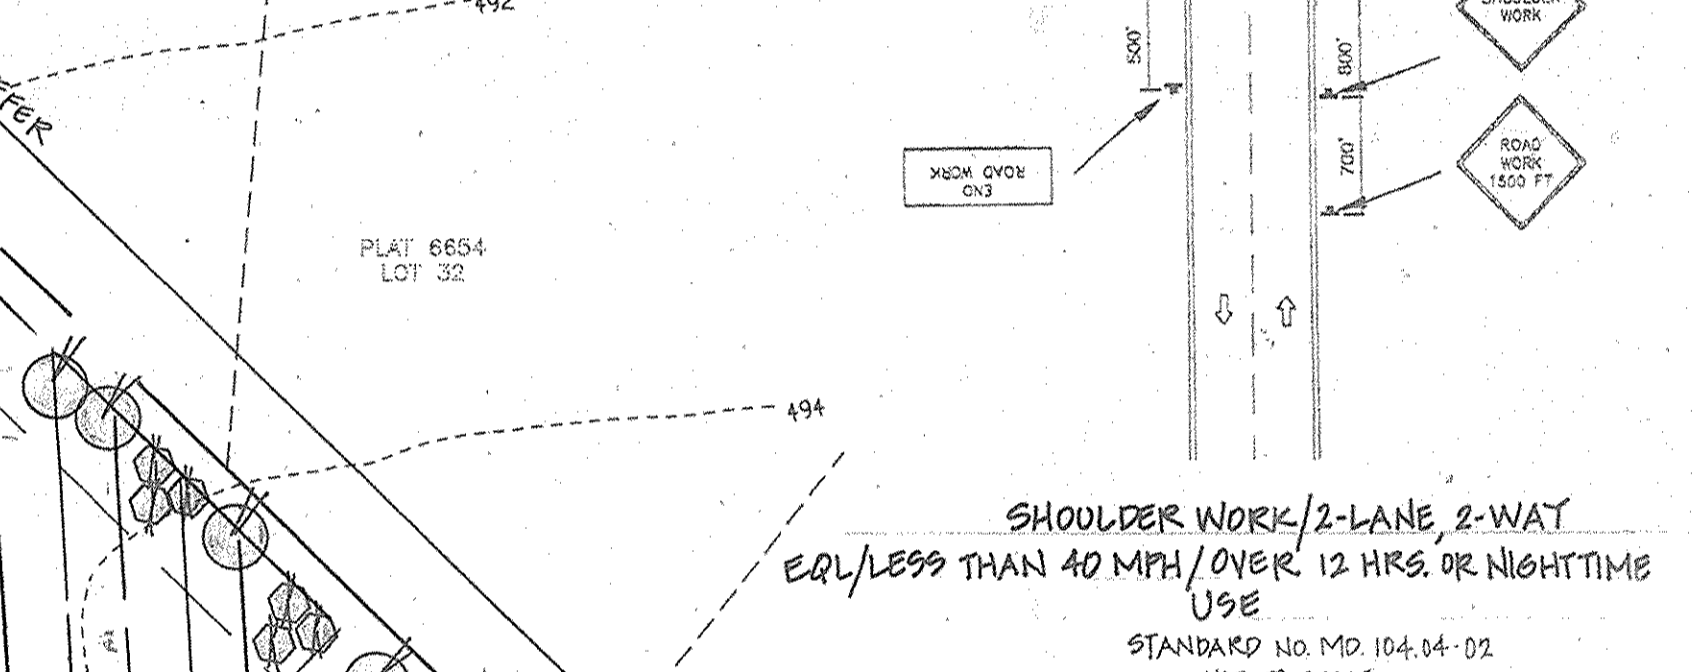 492
FFER
PLAT 6654
LOT 32
494
500'
800'
700'
END
ROAD WORK
WORK
ROAD
WORK
1500 FT
SHOULDER WORK/2-LANE, 2-WAY
EQL/LESS THAN 40 MPH/OVER 12 HRS. OR NIGHTTIME
USE
STANDARD NO. MD. 104.04-02